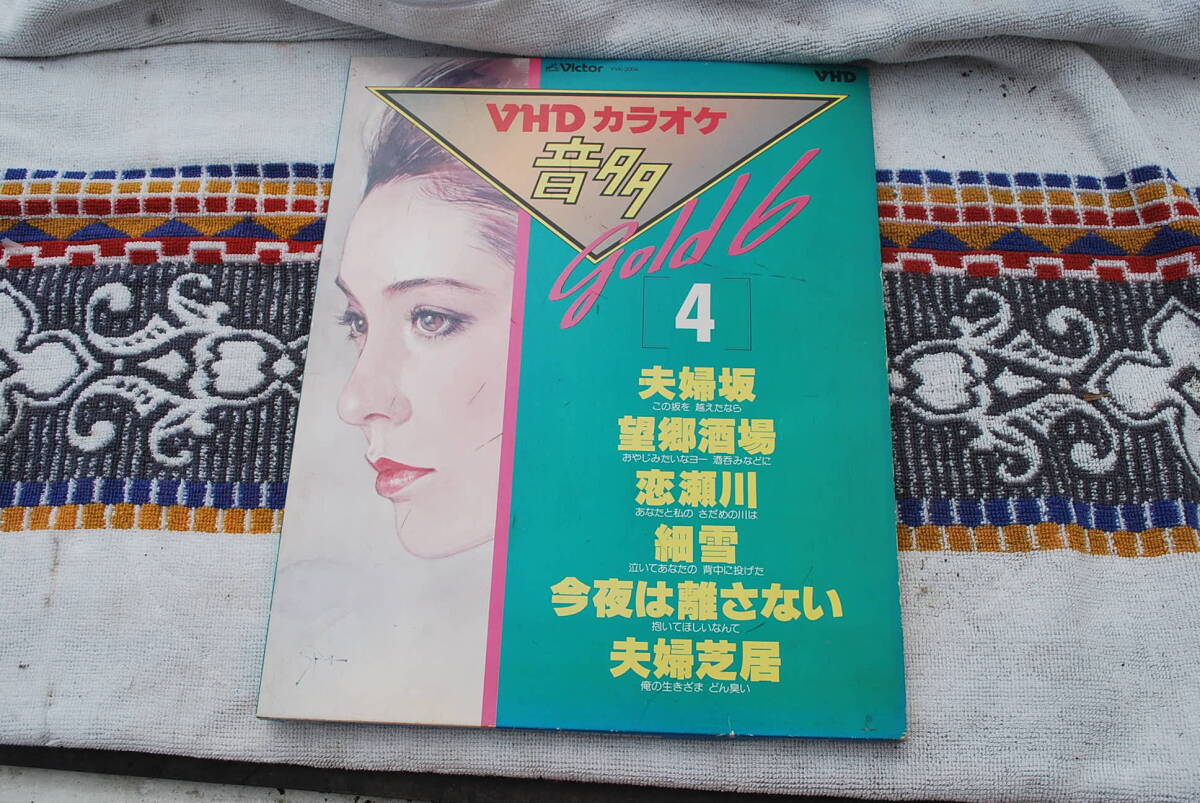 Victor
VHD
VHD カラオケ
音多
gold 6
[4]
夫婦坂
この坂を 越えたなら
望郷酒場
おやじみたいなヨー 酒呑みなどに
恋瀬川
あなたと私の さだめの川は
細雪
泣いてあなたの 背中に投げた
今夜は離さない
抱いてほしいなんて
夫婦芝居
俺の生きざま どん臭い